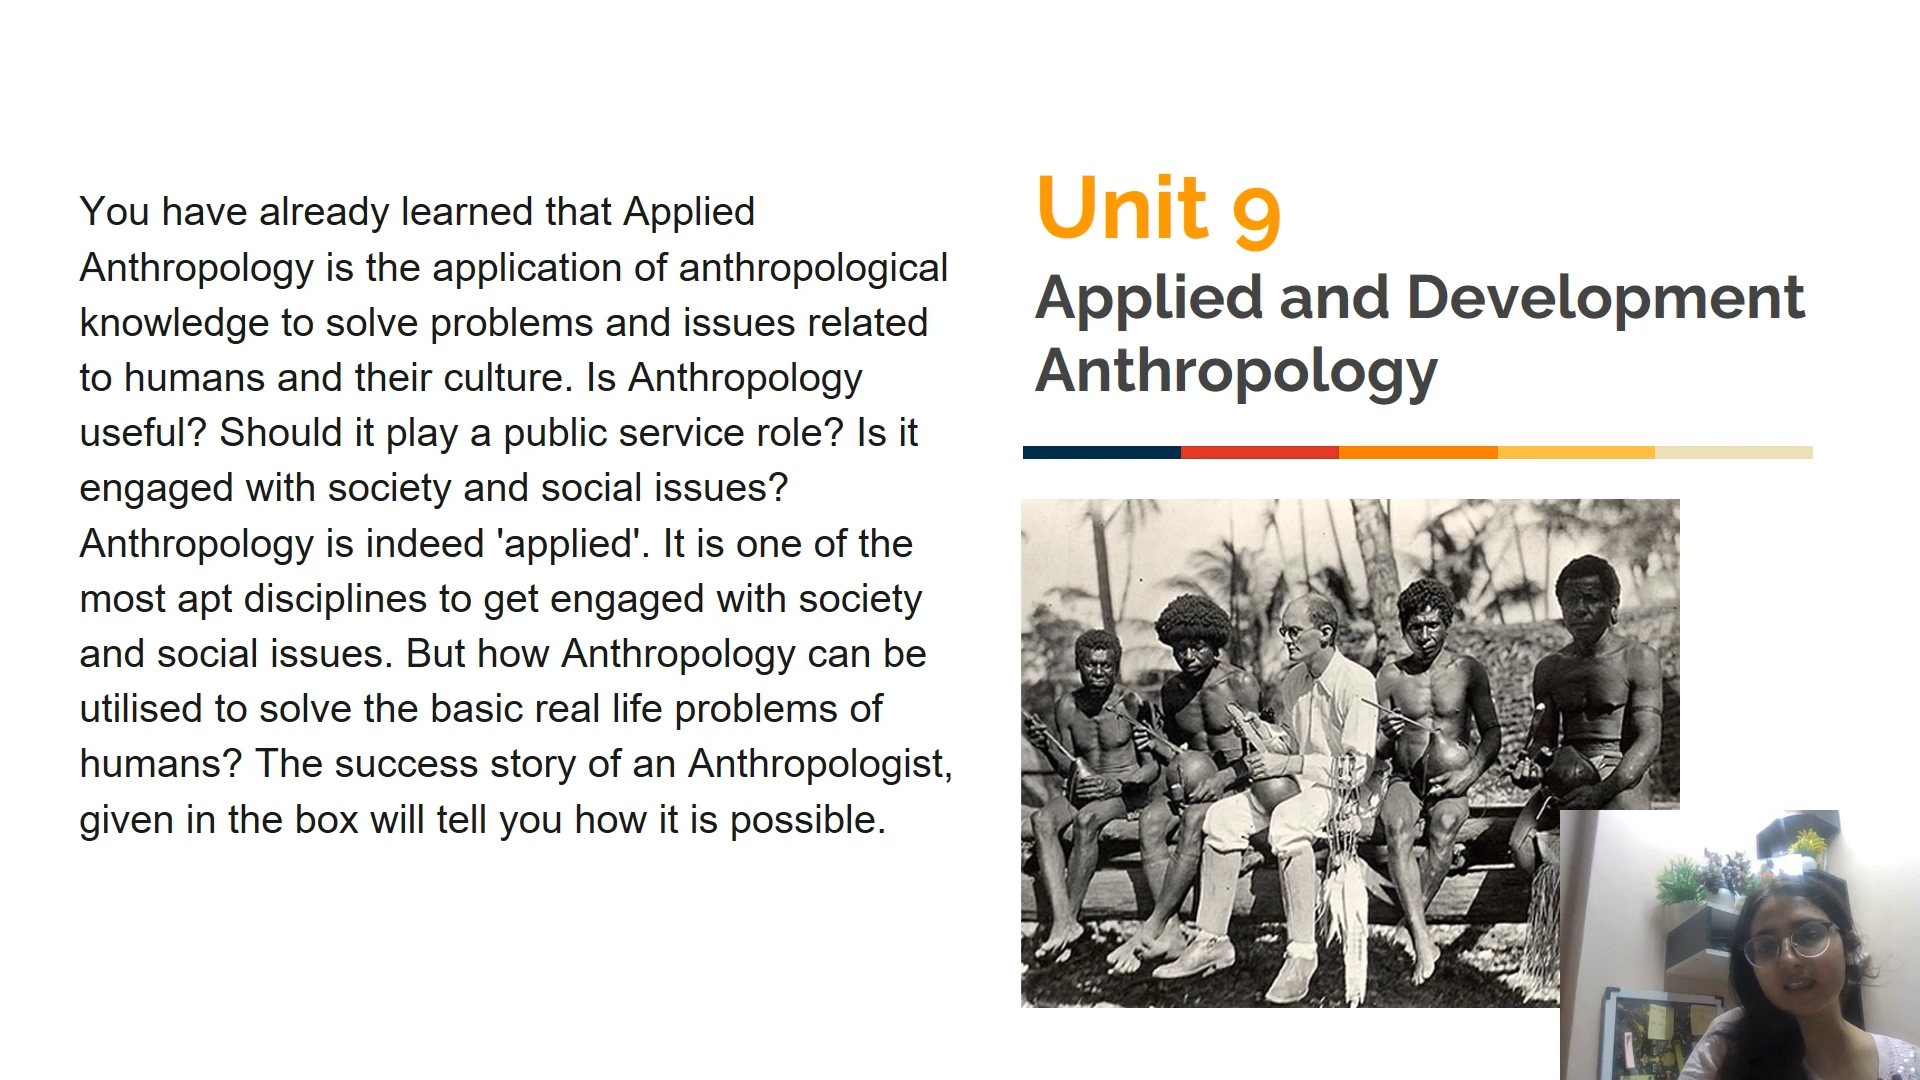 You have already learned that Applied
Anthropology is the application of anthropological
knowledge to solve problems and issues related
to humans and their culture. Is Anthropology
useful? Should it play a public service role? Is it
engaged with society and social issues?
Anthropology is indeed 'applied'. It is one of the
most apt disciplines to get engaged with society
and social issues. But how Anthropology can be
utilised to solve the basic real life problems of
humans? The success story of an Anthropologist,
given in the box will tell you how it is possible.
Unit 9
Applied and Development
Anthropology